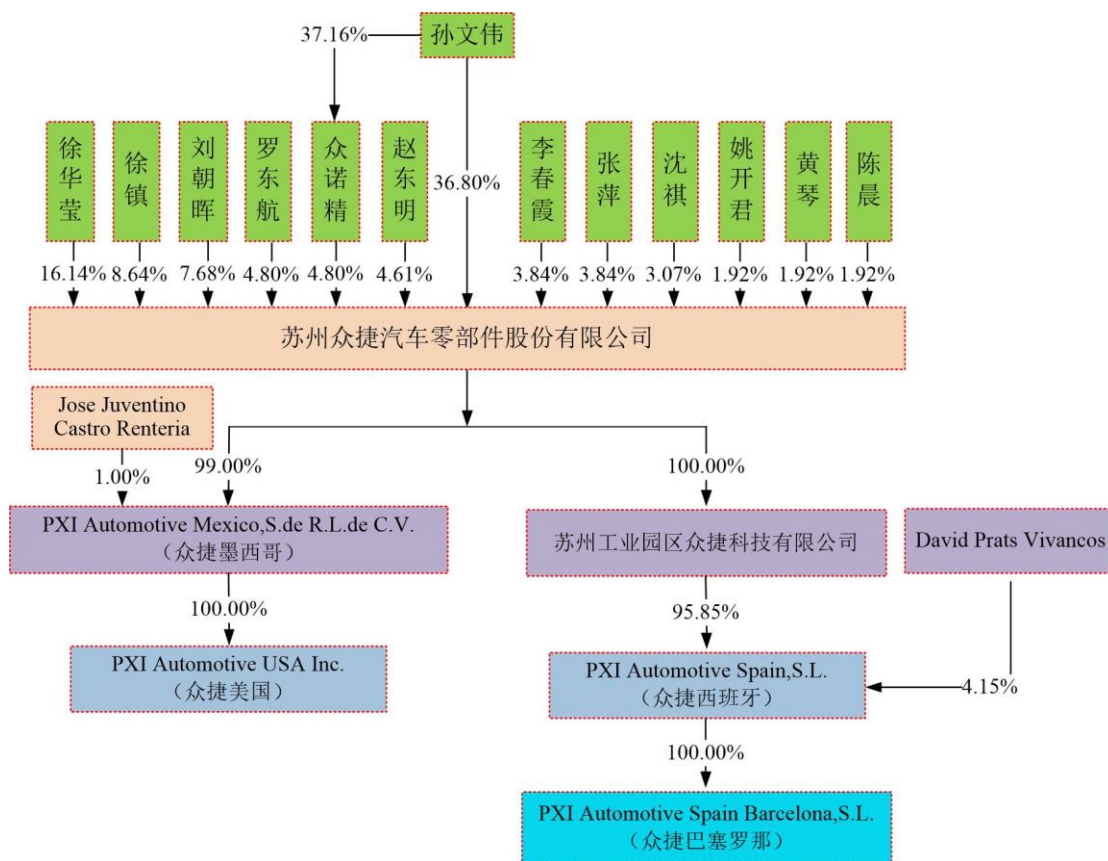 37.16%
孙文伟
徐华莹
徐镇
刘朝晖
罗东航
众诺精
赵东明
36.80%
李春霞
张萍
沈祺
姚开君
黄琴
陈晨
16.14%
8.64%
7.68%
4.80%
4.80%
4.61%
3.84%
3.84%
3.07%
1.92%
1.92%
1.92%
苏州众捷汽车零部件股份有限公司
Jose Juventino
Castro Renteria
1.00%
99.00%
100.00%
PXI Automotive Mexico,S.de R.L.de C.V.
（众捷墨西哥）
苏州工业园区众捷科技有限公司
David Prats Vivancos
100.00%
95.85%
PXI Automotive USA Inc.
（众捷美国）
PXI Automotive Spain,S.L.
（众捷西班牙）
4.15%
100.00%
PXI Automotive Spain Barcelona,S.L.
（众捷巴塞罗那）